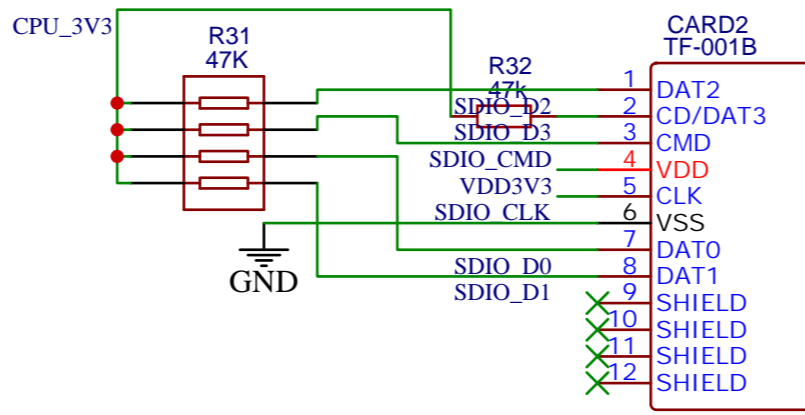 CPU_3V3
R31
47K
R32
47k
CARD2
TF-001B
SDIO_D2
1 DAT2
SDIO_D3
2 CD/DAT3
SDIO_CMD
3 CMD
VDD3V3
4 VDD
SDIO_CLK
5 CLK
6 VSS
GND
SDIO_D0
7 DAT0
SDIO_D1
8 DAT1
9 SHIELD
10 SHIELD
11 SHIELD
12 SHIELD